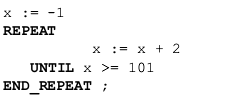 x := -1
REPEAT
x := x + 2
UNTIL x >= 101
END_REPEAT ;